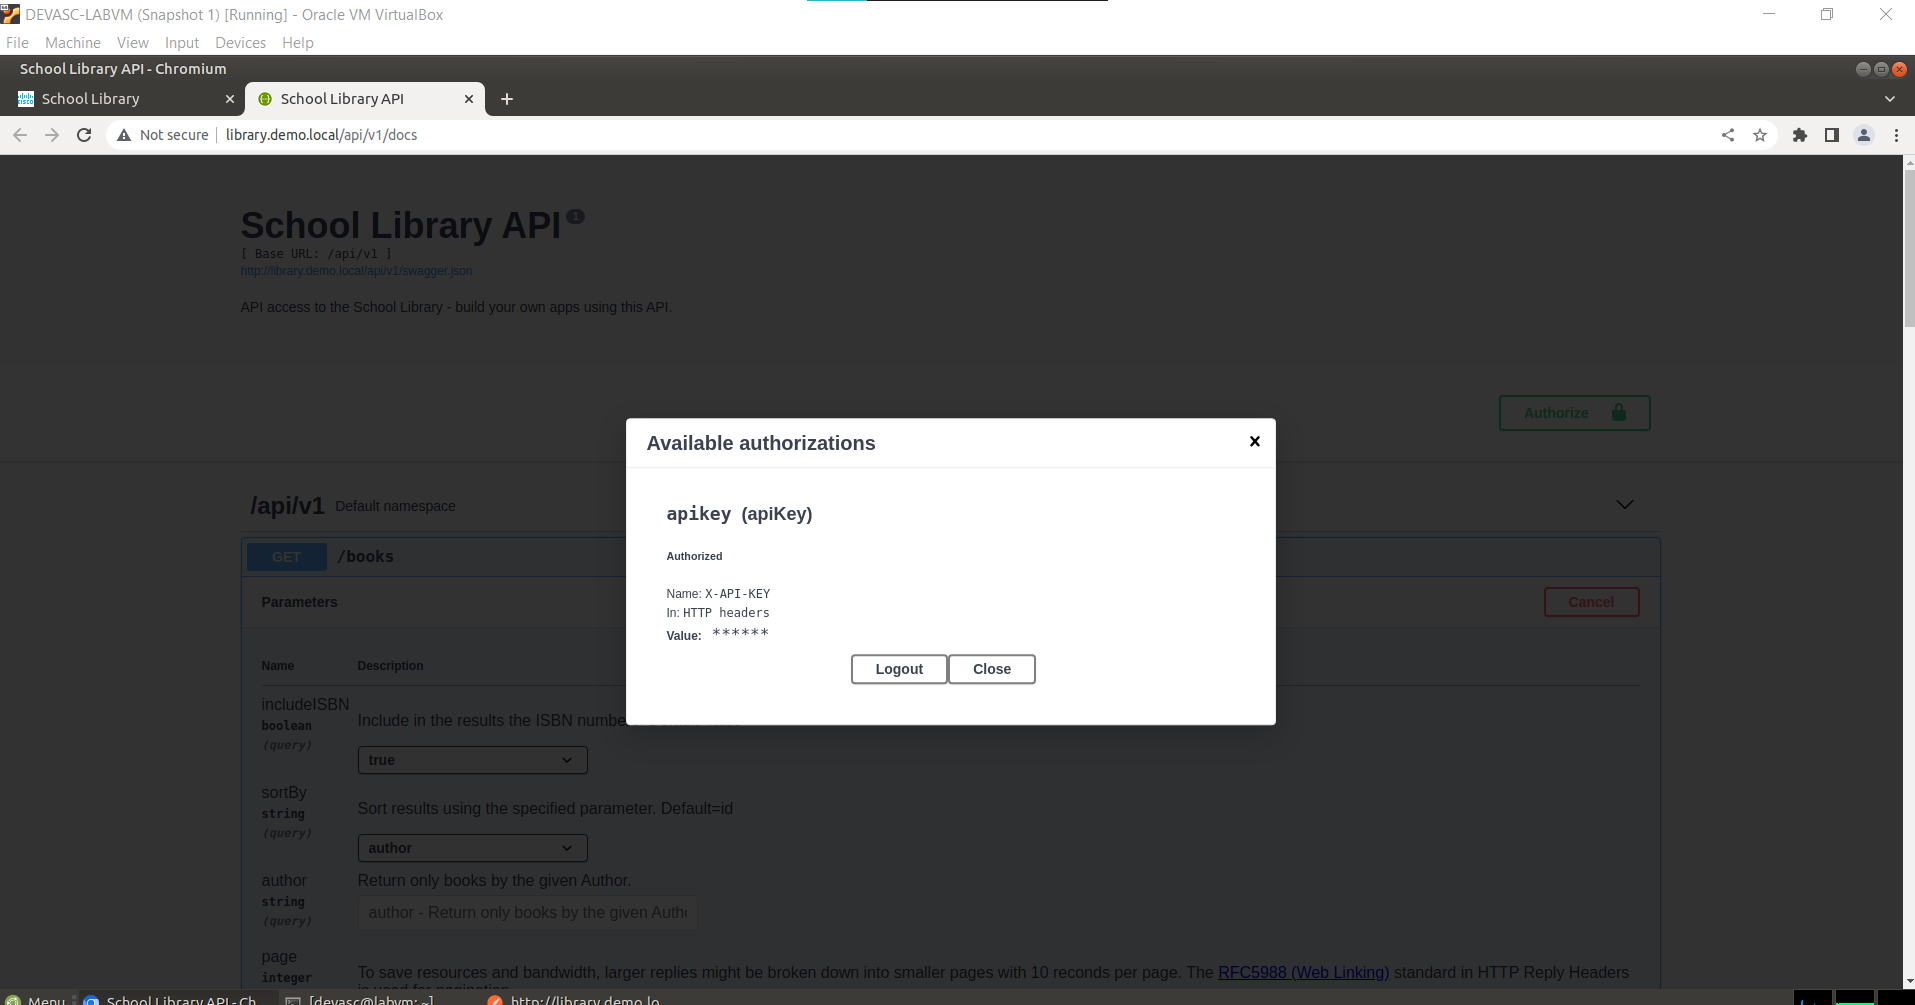 DEVASC-LABVM (Snapshot 1) [Running] - Oracle VM VirtualBox
File Machine View Input Devices Help
School Library API - Chromium
School Library
School Library API
Not secure library.demo.local/api/v1/docs
School Library API 1
[ Base URL: /api/v1 ]
http://library.demo.local/api/v1/swagger.json
API access to the School Library - build your own apps using this API.
Authorize
Available authorizations
/api/v1 Default namespace
apikey (apiKey)
GET /books
Authorized
Parameters
Cancel
Name: X-API-KEY
In: HTTP headers
Value: ******
Name Description
Logout Close
includeISBN
boolean
(query)
Include in the results the ISBN numbe
true
sortBy
string
(query)
Sort results using the specified parameter. Default=id
author
author
string
(query)
Return only books by the given Author.
author - Return only books by the given Autho
page
integer
To save resources and bandwidth, larger replies might be broken down into smaller pages with 10 reconds per page. The RFC5988 (Web Linking) standard in HTTP Reply Headers
is used for pagination.
Menu School Library API - Ch [devasc@labvm: ~] http://library.demo.lo